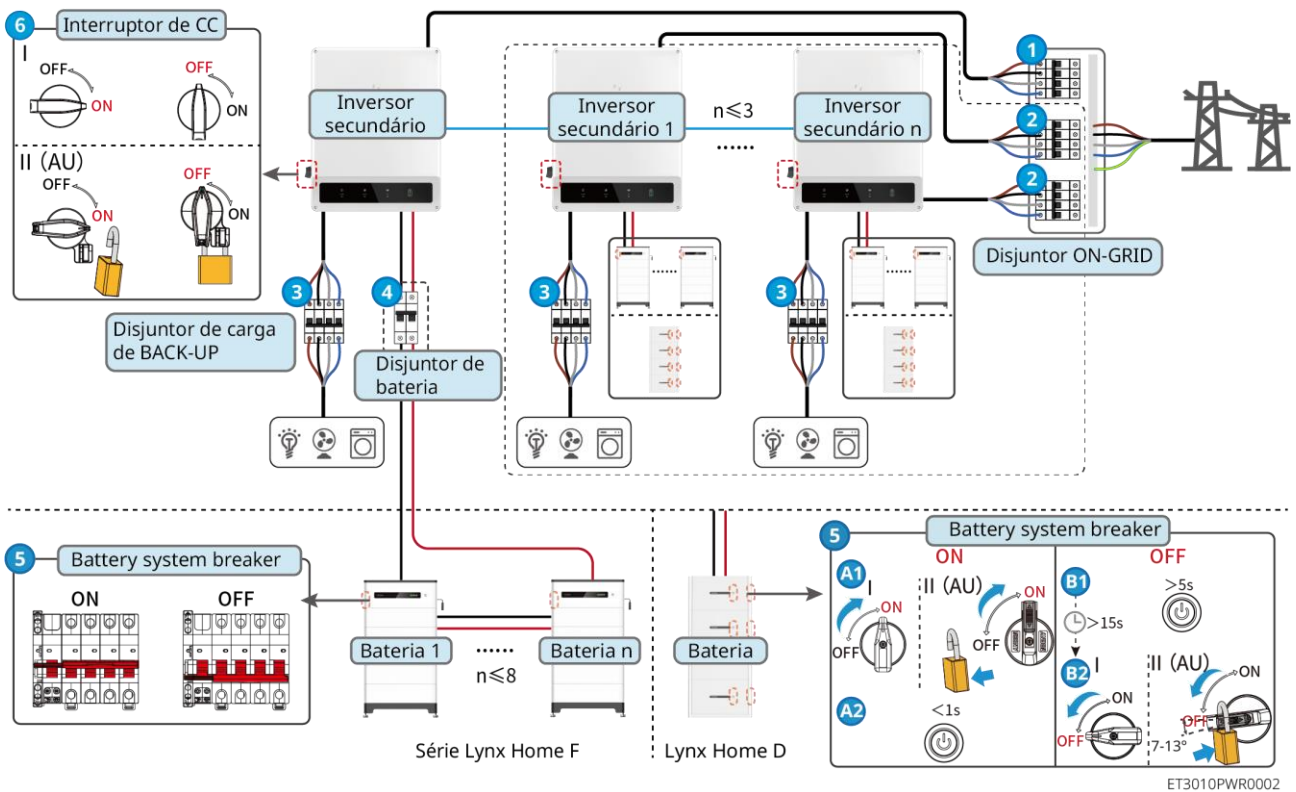 6
Interruptor de CC
I
OFF
ON
OFF
ON
II (AU)
OFF
ON
OFF
ON
Inversor
secundário
Inversor
secundário 1
n≤3
......
Inversor
secundário n
1
2
2
Disjuntor ON-GRID
3
Disjuntor de carga
de BACK-UP
4
Disjuntor de
bateria
3
......
3
......
5
Battery system breaker
ON
OFF
Bateria 1
......
n≤8
Bateria n
Série Lynx Home F
Bateria
Lynx Home D
5
Battery system breaker
ON
A1
I
ON
OFF
II (AU)
ON
OFF
A2
<1s
OFF
B1
>5s
>15s
B2
I
ON
OFF
II (AU)
ON
OFF
7-13°
ET3010PWR0002